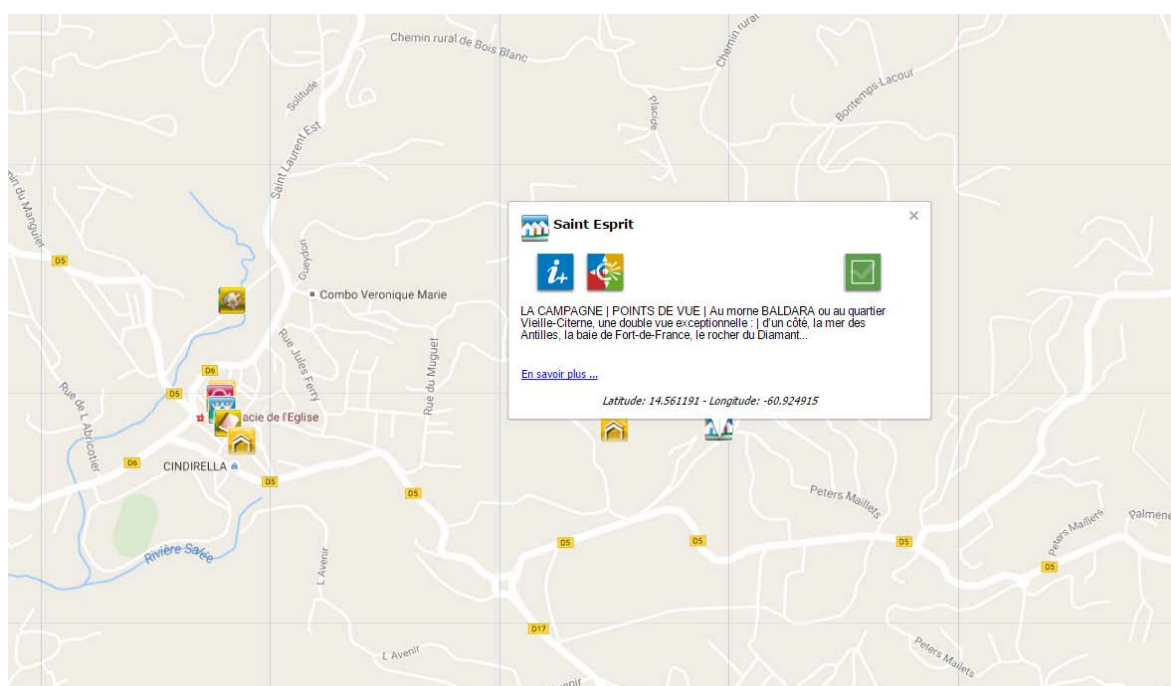 Chemin rural de Bois Blanc
Chemin rural
Solitude
Placide
Bontemps-Lacour
Saint Laurent Est
Chemin du Manguier
D5
Gueydon
Combo Veronique Marie
Rue Jules Ferry
Rue du Muguet
D6
D5
Rue de L Abricotier
acie de l'Eglise
D6
CINDIRELLA
D5
D5
Rivière Salée
L Avenir
L Avenir
Saint Esprit
×
i+
LA CAMPAGNE | POINTS DE VUE | Au morne BALDARA ou au quartier
Vieille-Citerne, une double vue exceptionnelle : | d'un côté, la mer des
Antilles, la baie de Fort-de-France, le rocher du Diamant...
En savoir plus ...
Latitude: 14.561191 - Longitude: -60.924915
Peters Maillets
Peters Maillets
Palmene
D5
D5
D5
D5
D17
Peters Maillets